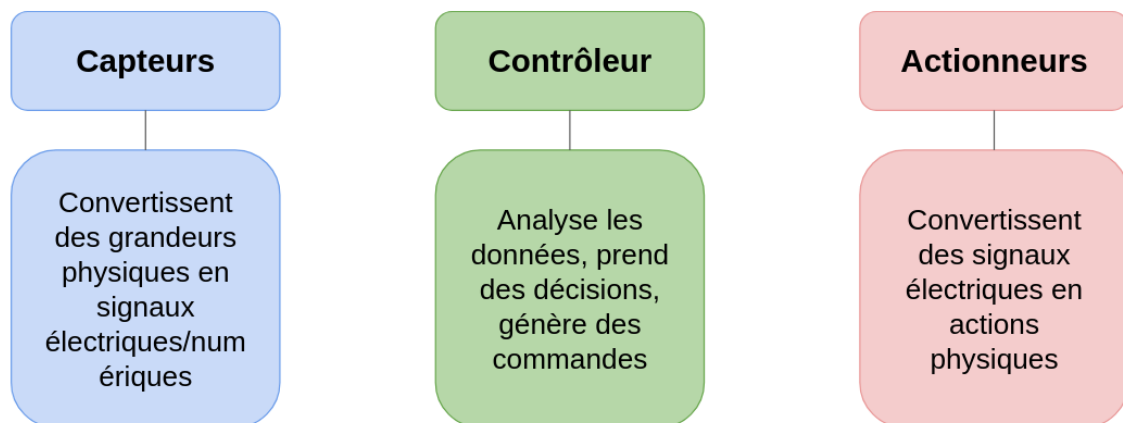 Capteurs
Convertissent
des grandeurs
physiques en
signaux
électriques/num
ériques
Contrôleur
Analyse les
données, prend
des décisions,
génère des
commandes
Actionneurs
Convertissent
des signaux
électriques en
actions
physiques